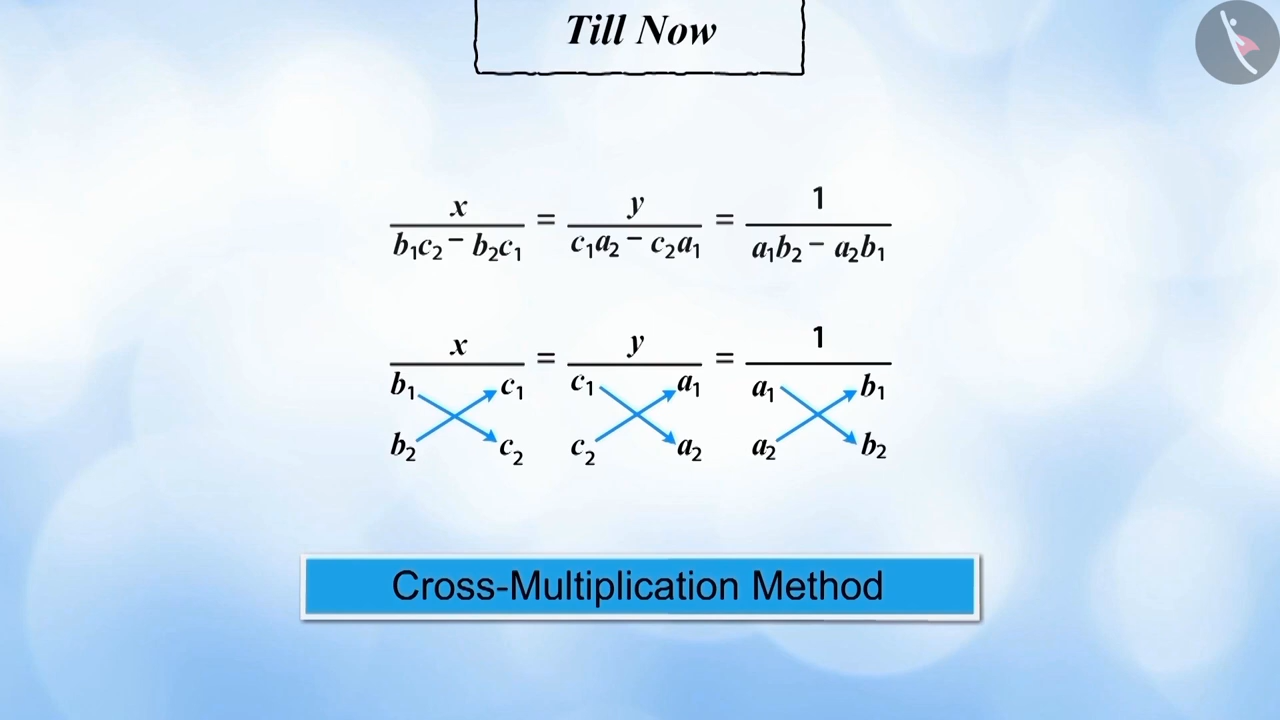 Till Now
x/(b₁c₂ − b₂c₁) = y/(c₁a₂ − c₂a₁) = 1/(a₁b₂ − a₂b₁)
x = y = 1
b₁ c₁ c₁ a₁ a₁ b₁
b₂ c₂ c₂ a₂ a₂ b₂
Cross-Multiplication Method